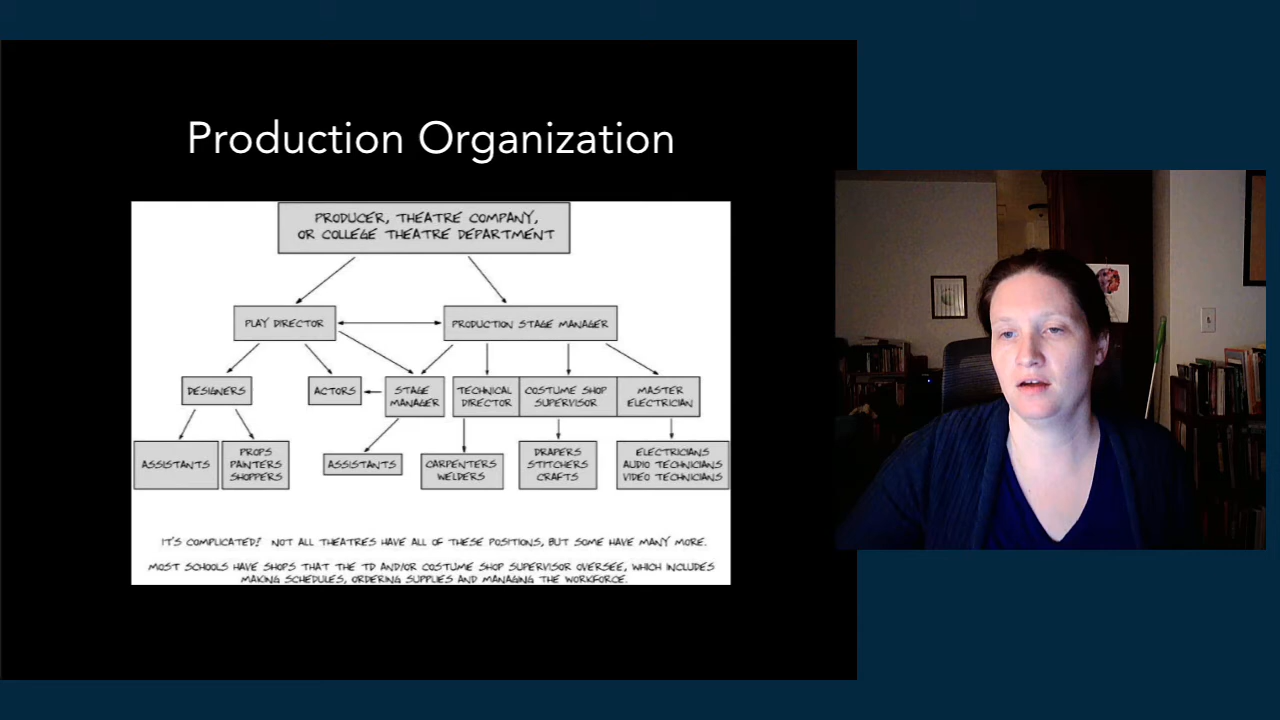 Production Organization
PRODUCER, THEATRE COMPANY,
OR COLLEGE THEATRE DEPARTMENT
PLAY DIRECTOR
PRODUCTION STAGE MANAGER
DESIGNERS
ACTORS
STAGE
MANAGER
TECHNICAL
DIRECTOR
COSTUME SHOP
SUPERVISOR
MASTER
ELECTRICIAN
ASSISTANTS
PROPS
PAINTERS
SHOPPERS
ASSISTANTS
CARPENTERS
WELDERS
DRAPERS
STITCHERS
CRAFTS
ELECTRICIANS
AUDIO TECHNICIANS
VIDEO TECHNICIANS
IT'S COMPLICATED! NOT ALL THEATRES HAVE ALL OF THESE POSITIONS, BUT SOME HAVE MANY MORE.
MOST SCHOOLS HAVE SHOPS THAT THE TD AND/OR COSTUME SHOP SUPERVISOR OVERSEE, WHICH INCLUDES
MAKING SCHEDULES, ORDERING SUPPLIES AND MANAGING THE WORKFORCE.